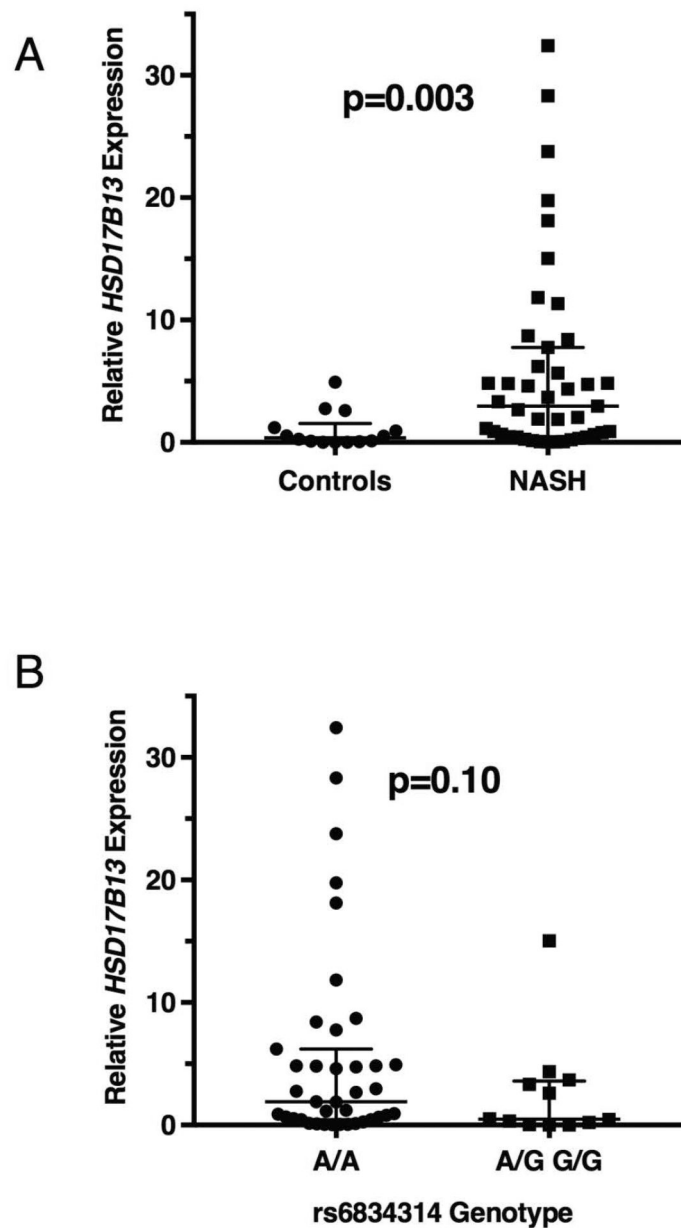 A
Relative HSD17B13 Expression
30
20
10
0
p=0.003
Controls
NASH
B
Relative HSD17B13 Expression
30
20
10
0
p=0.10
A/A
A/G G/G
rs6834314 Genotype